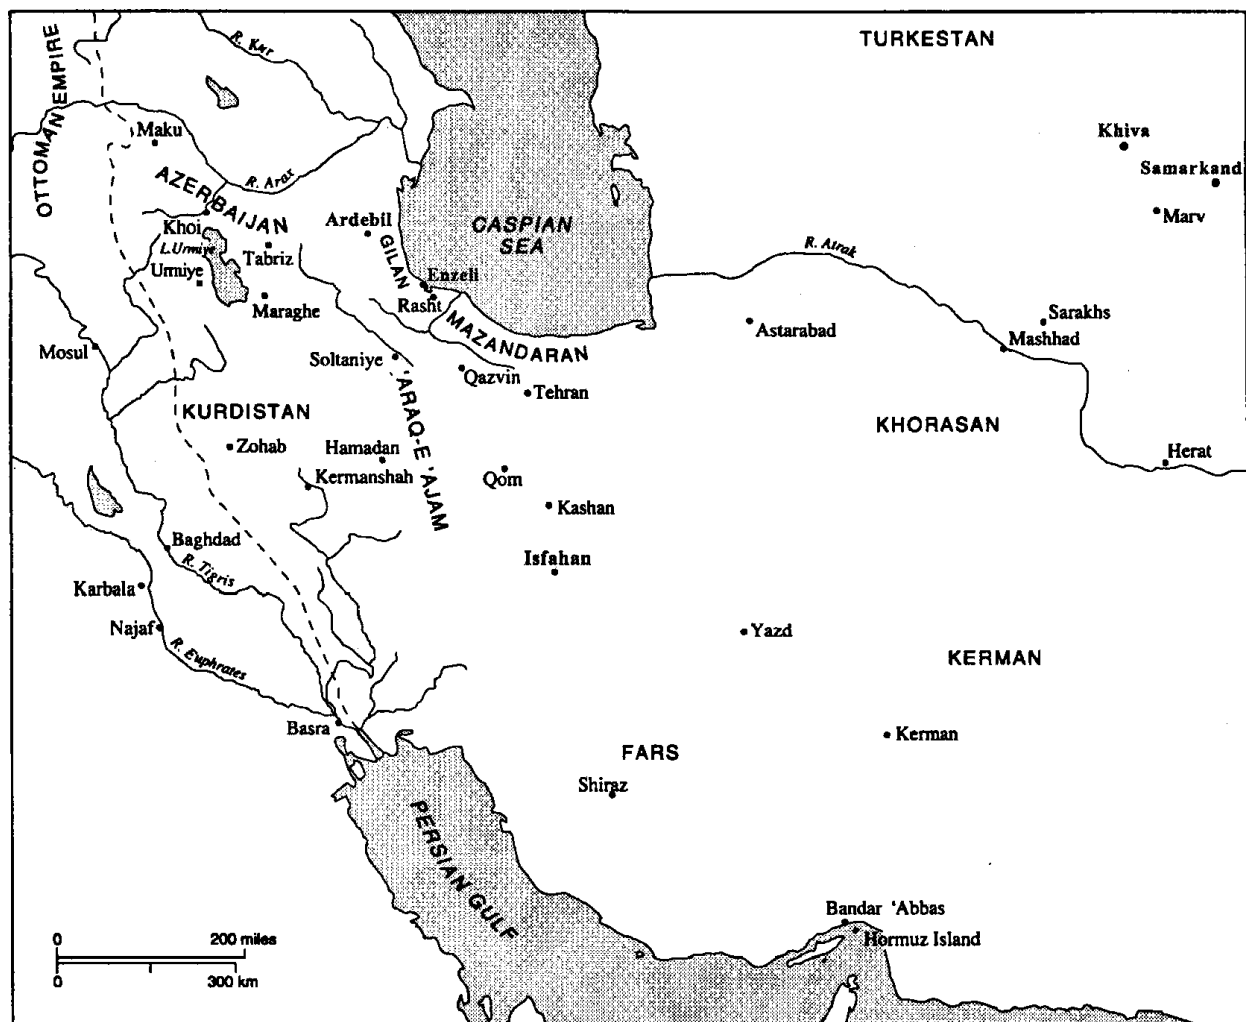 R. Kur
TURKESTAN
OTTOMAN EMPIRE
Maku
Khiva
Samarkand
R. Arax
AZERBAIJAN
Marv
Khoi
Ardebil
CASPIAN
SEA
L. Urmiye
Tabriz
GILAN
R. Atrak
Urmiye
Enzeli
Rasht
Maraghe
Sarakhs
MAZANDARAN
Astarabad
Mashhad
Mosul
Soltaniye
Qazvin
Tehran
'ARAQ-E 'AJAM
KURDISTAN
KHORASAN
Zohab
Hamadan
Herat
Kermanshah
Qom
Kashan
Baghdad
Isfahan
R. Tigris
Karbala
Najaf
Yazd
R. Euphrates
KERMAN
Basra
Kerman
FARS
Shiraz
PERSIAN GULF
Bandar 'Abbas
Hormuz Island
0 200 miles
0 300 km